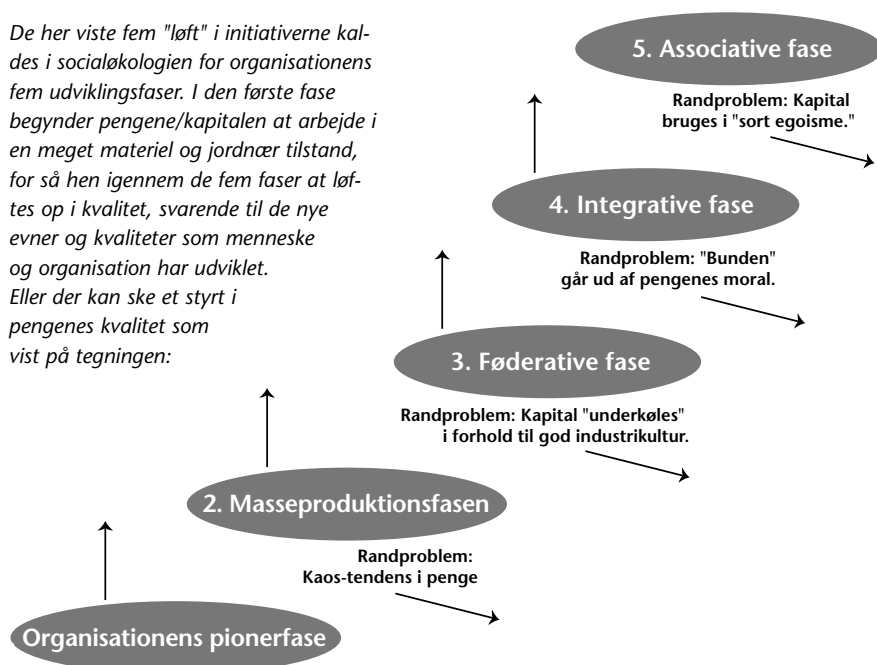 De her viste fem "løft" i initiativerne kal-
des i socialøkologien for organisationens
fem udviklingsfaser. I den første fase
begynder pengene/kapitalen at arbejde i
en meget materiel og jordnær tilstand,
for så hen igennem de fem faser at løf-
tes op i kvalitet, svarende til de nye
evner og kvaliteter som menneske
og organisation har udviklet.
Eller der kan ske et styrt i
pengenes kvalitet som
vist på tegningen:
5. Associative fase
Randproblem: Kapital
bruges i "sort egoisme."
4. Integrative fase
Randproblem: "Bunden"
går ud af pengenes moral.
3. Føderative fase
Randproblem: Kapital "underkøles"
i forhold til god industrikultur.
2. Masseproduktionsfasen
Randproblem:
Kaos-tendens i penge
Organisationens pionerfase